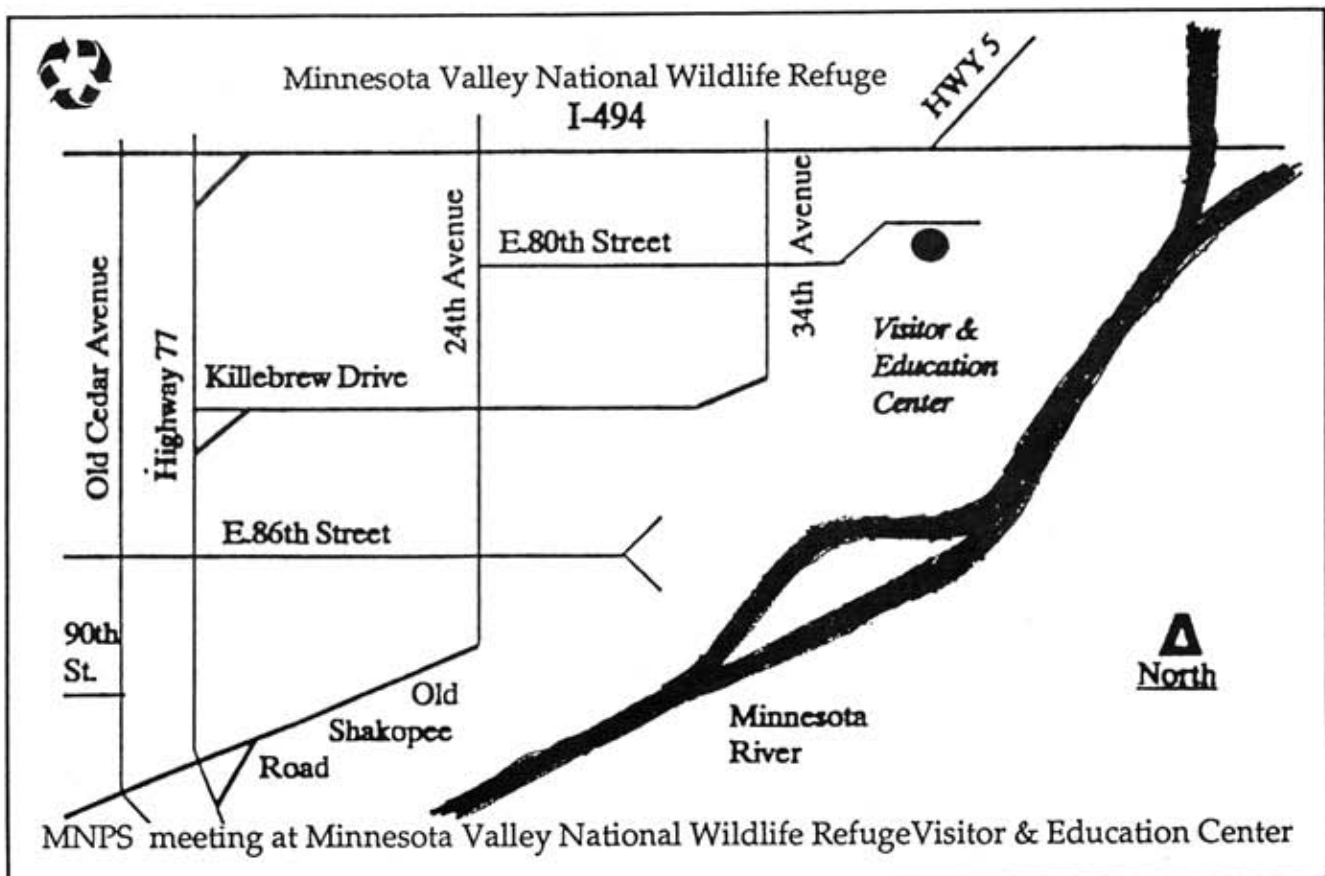 Minnesota Valley National Wildlife Refuge
I-494
HWY 5
Old Cedar Avenue
Highway 77
24th Avenue
E.80th Street
34th Avenue
Visitor &
Education
Center
Killebrew Drive
E.86th Street
90th
St.
Old
Shakopee
Road
Minnesota
River
North
MNPS meeting at Minnesota Valley National Wildlife RefugeVisitor & Education Center